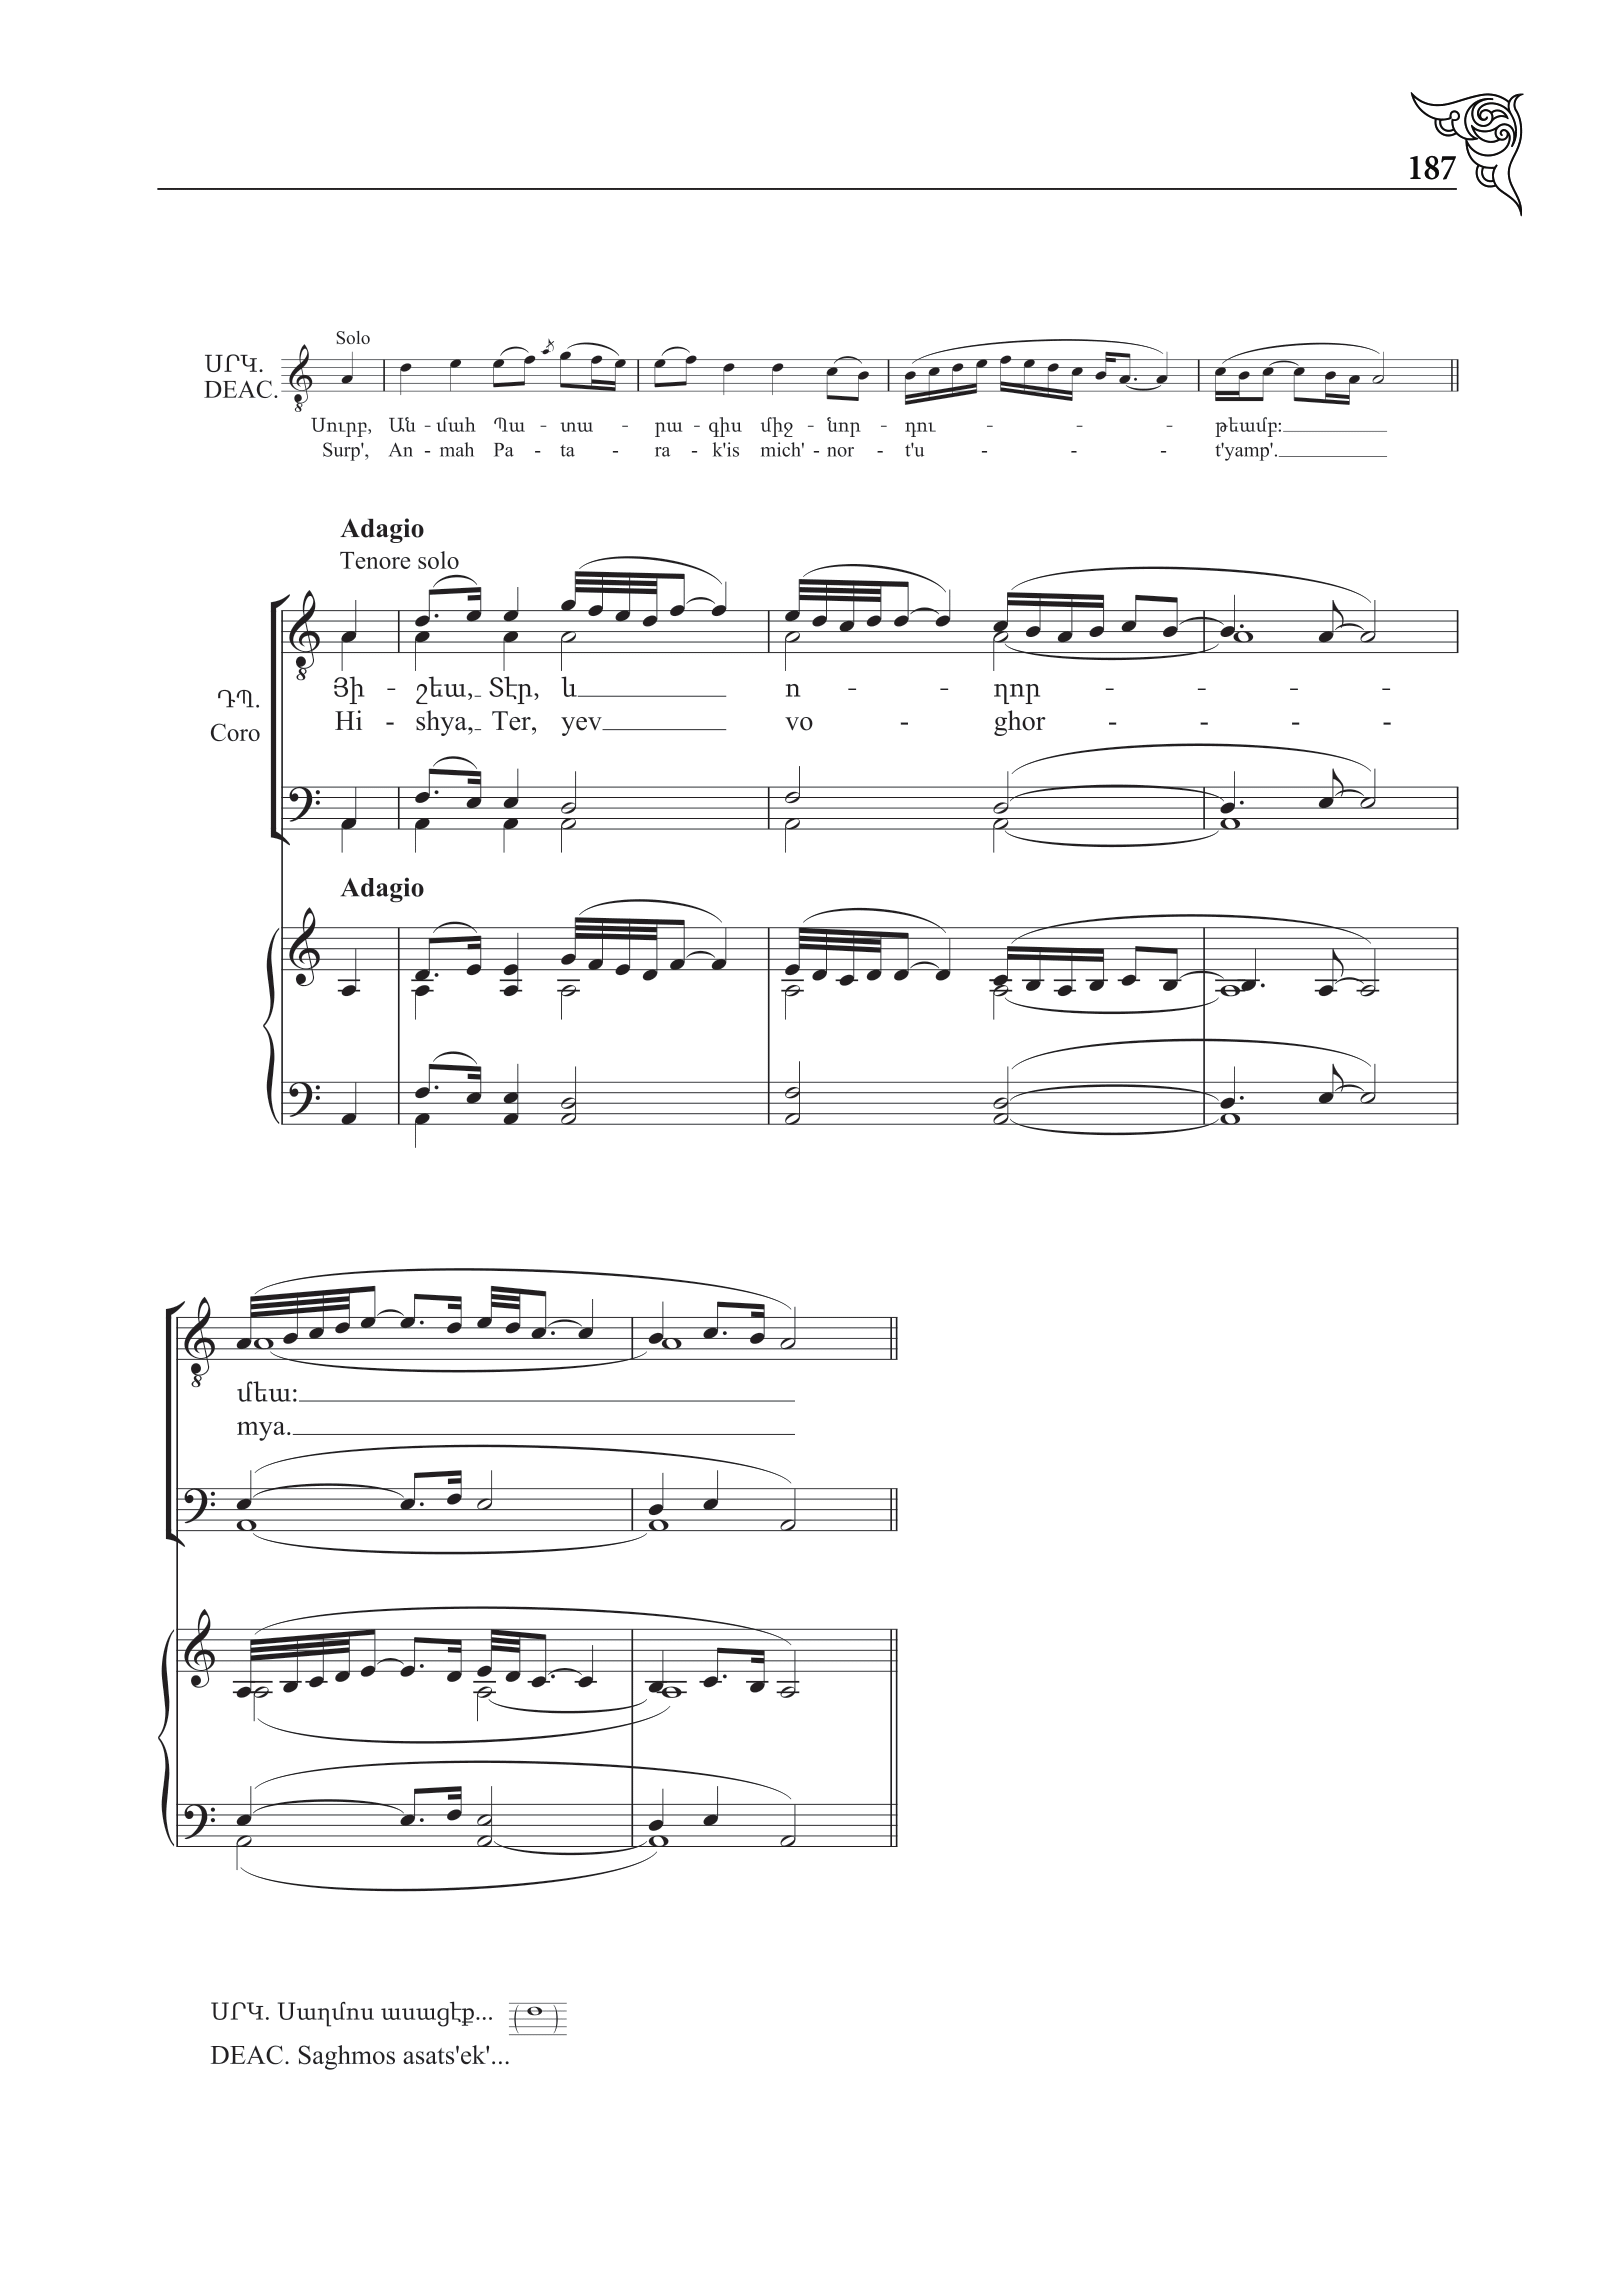 187
Solo
ՍՐԿ.
DEAC.
Սուրբ, Ան - մահ Պա - տա - րա - գիս միջ - նոր - դու - - - թեամբ:
Surp', An - mah Pa - ta - ra - k'is mich' - nor - t'u - - - t'yamp'.
Adagio
Tenore solo
ԴՊ.
Coro
Յի - շեա, Տէր, և ո - - ղոր - - - -
Hi - shya, Ter, yev vo - ghor - - - -
Adagio
մեա:
mya.
ՍՐԿ. Սաղմոս ասացէք...
DEAC. Saghmos asats'ek'...